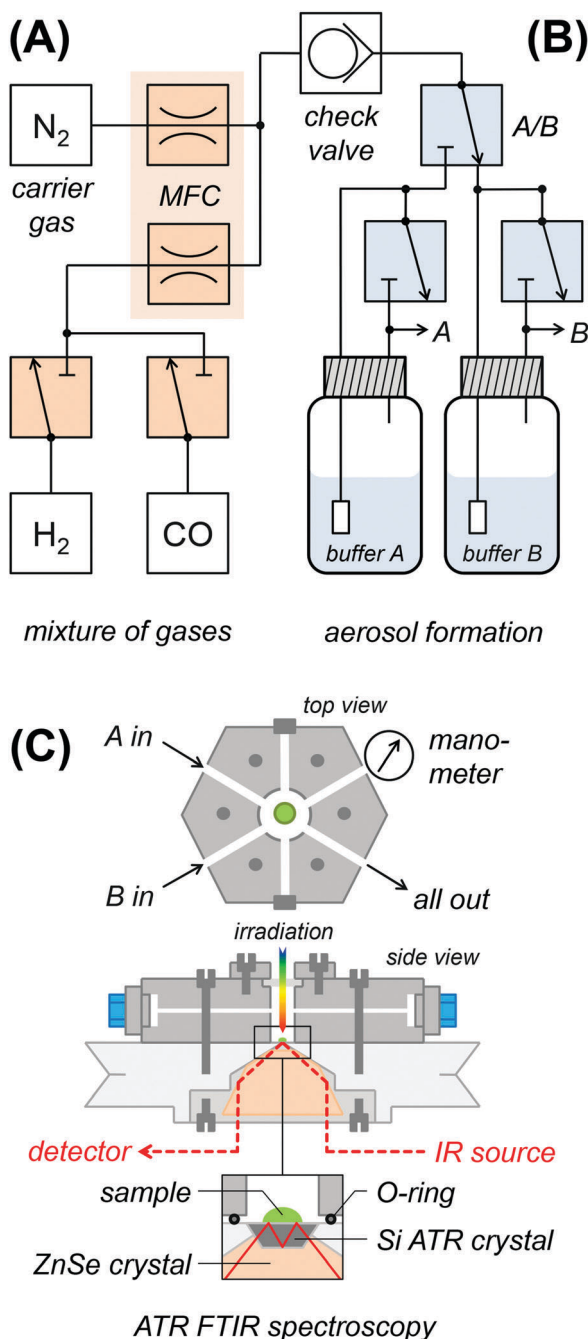 (A)
(B)
N₂
carrier
gas
MFC
check
valve
A/B
A
B
H₂
CO
buffer A
buffer B
mixture of gases
aerosol formation
(C)
top view
A in
mano-
meter
B in
all out
irradiation
side view
detector
IR source
sample
O-ring
Si ATR crystal
ZnSe crystal
ATR FTIR spectroscopy